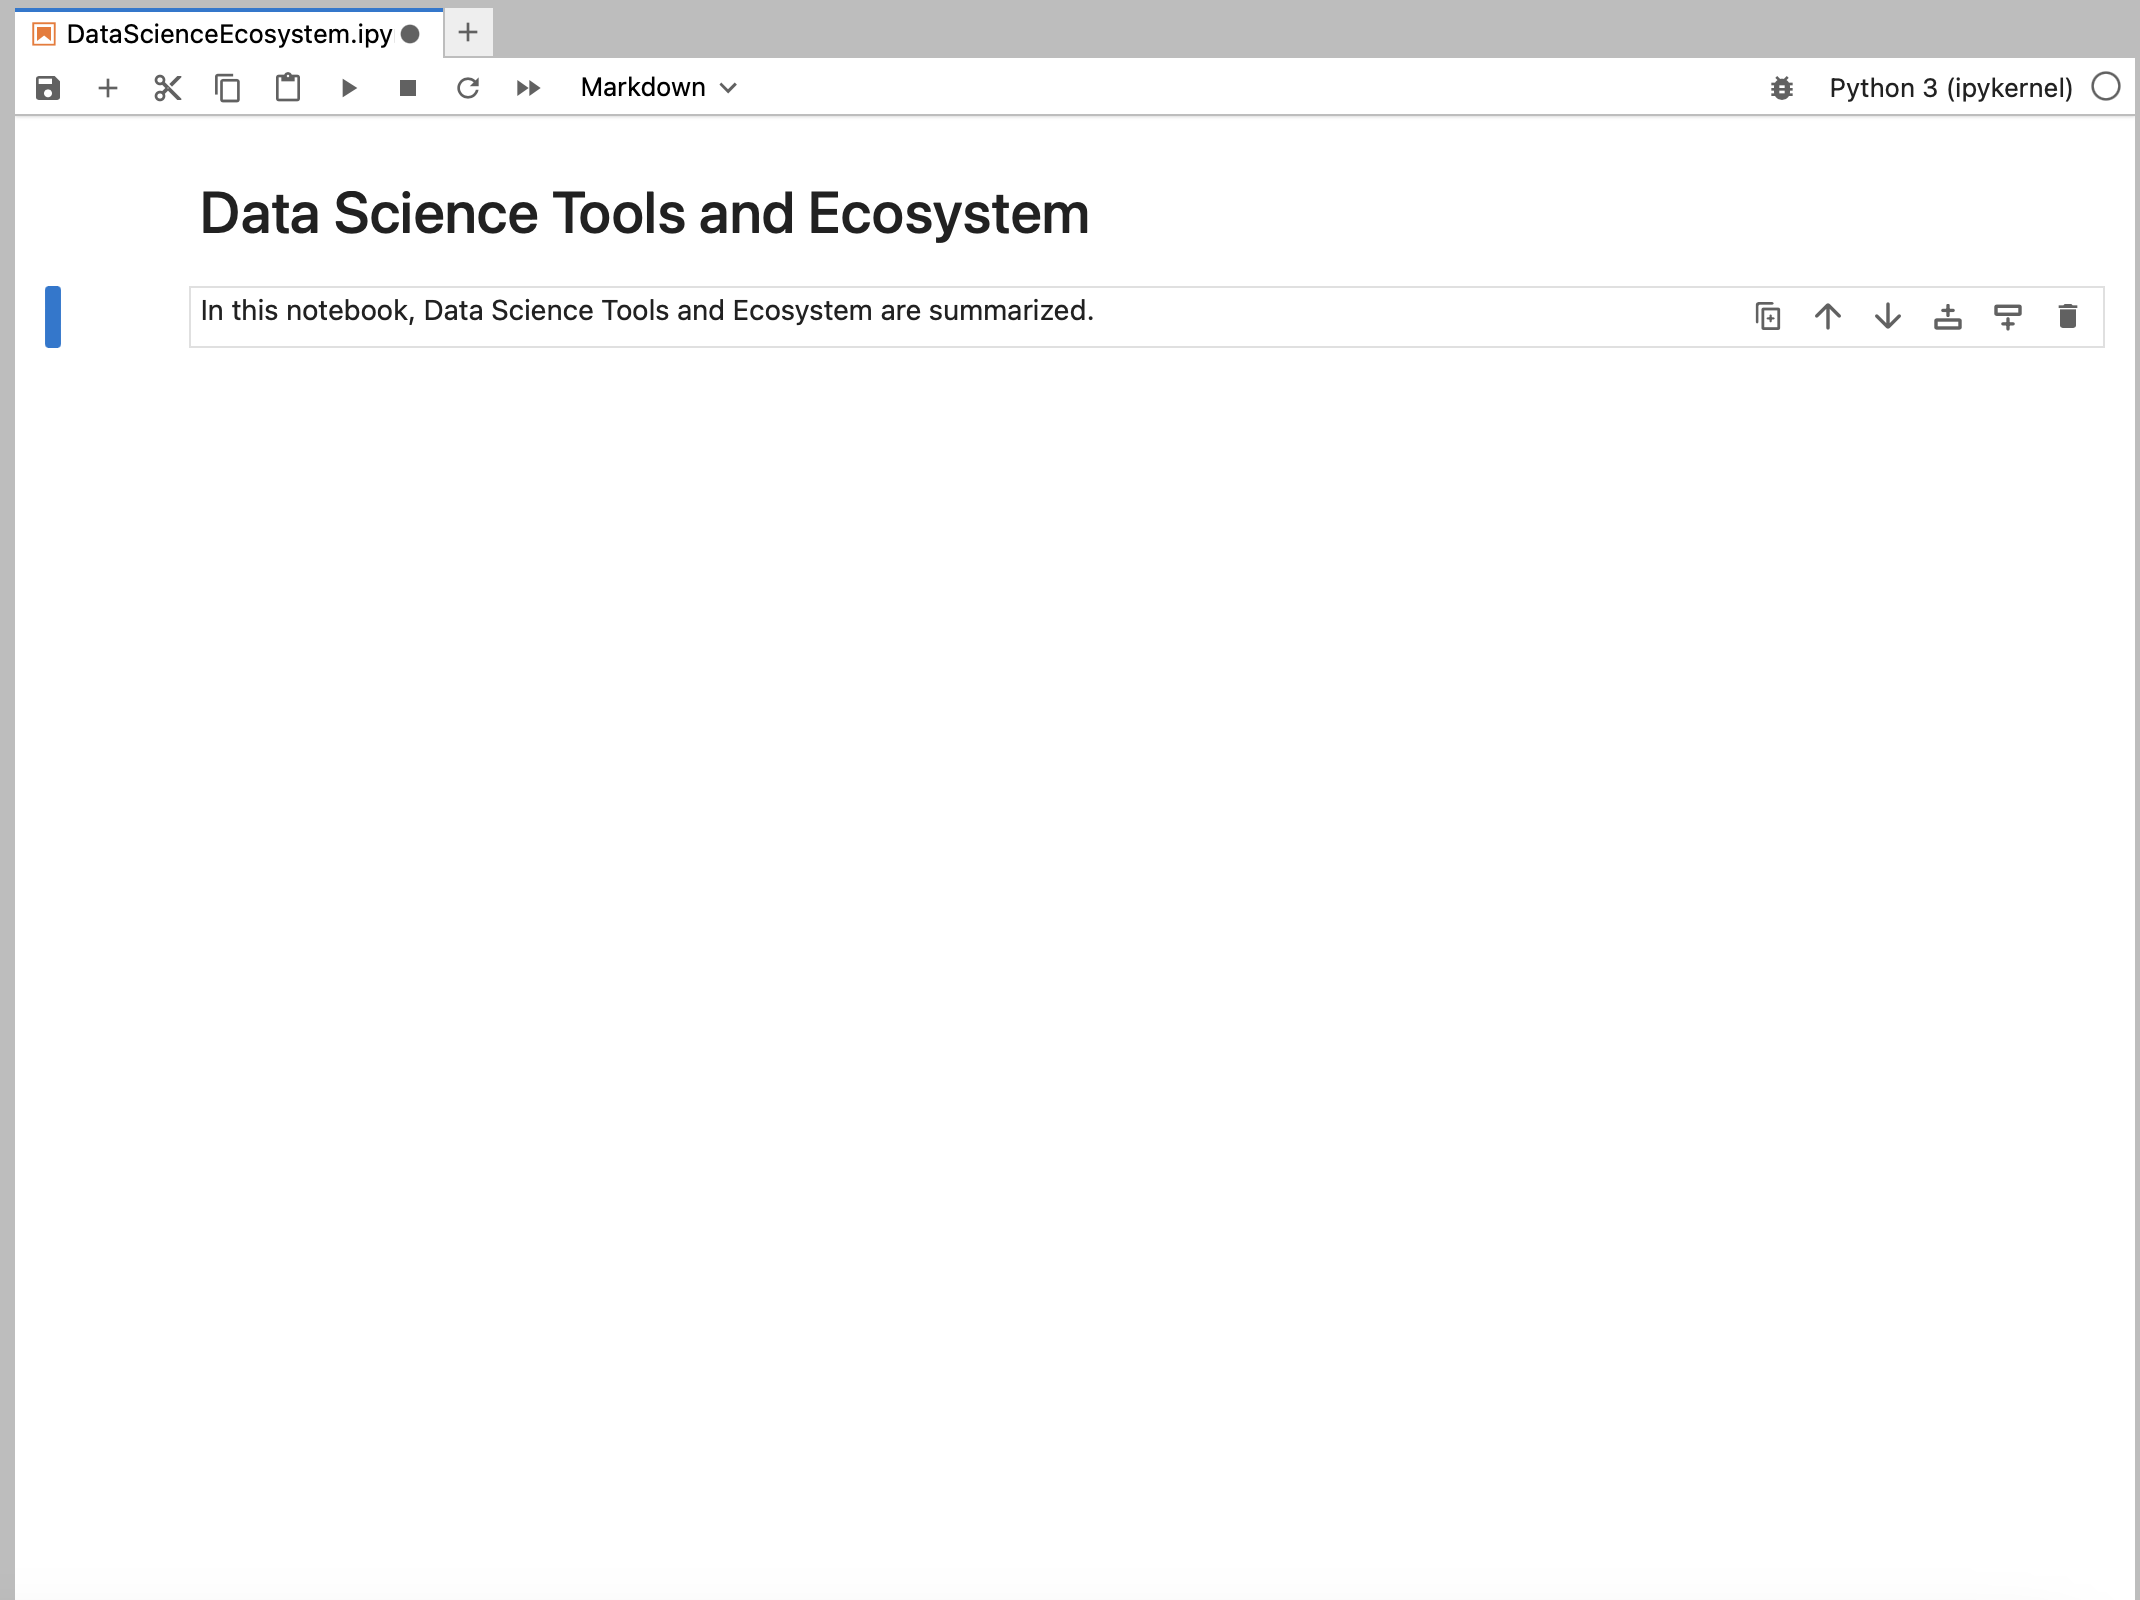 DataScienceEcosystem.ipy
Markdown
Python 3 (ipykernel)
Data Science Tools and Ecosystem
In this notebook, Data Science Tools and Ecosystem are summarized.